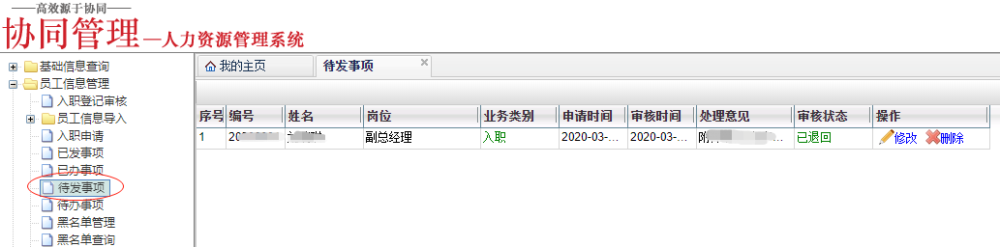 ——高效源于协同——
协同管理—人力资源管理系统
基础信息查询
员工信息管理
入职登记审核
员工信息导入
入职申请
已发事项
已办事项
待发事项
待办事项
黑名单管理
黑名单查询
我的主页 待发事项
序号 编号 姓名 岗位 业务类别 申请时间 审核时间 处理意见 审核状态 操作
1 20 副总经理 入职 2020-03-... 2020-03-... 附 ... 已退回 修改 删除